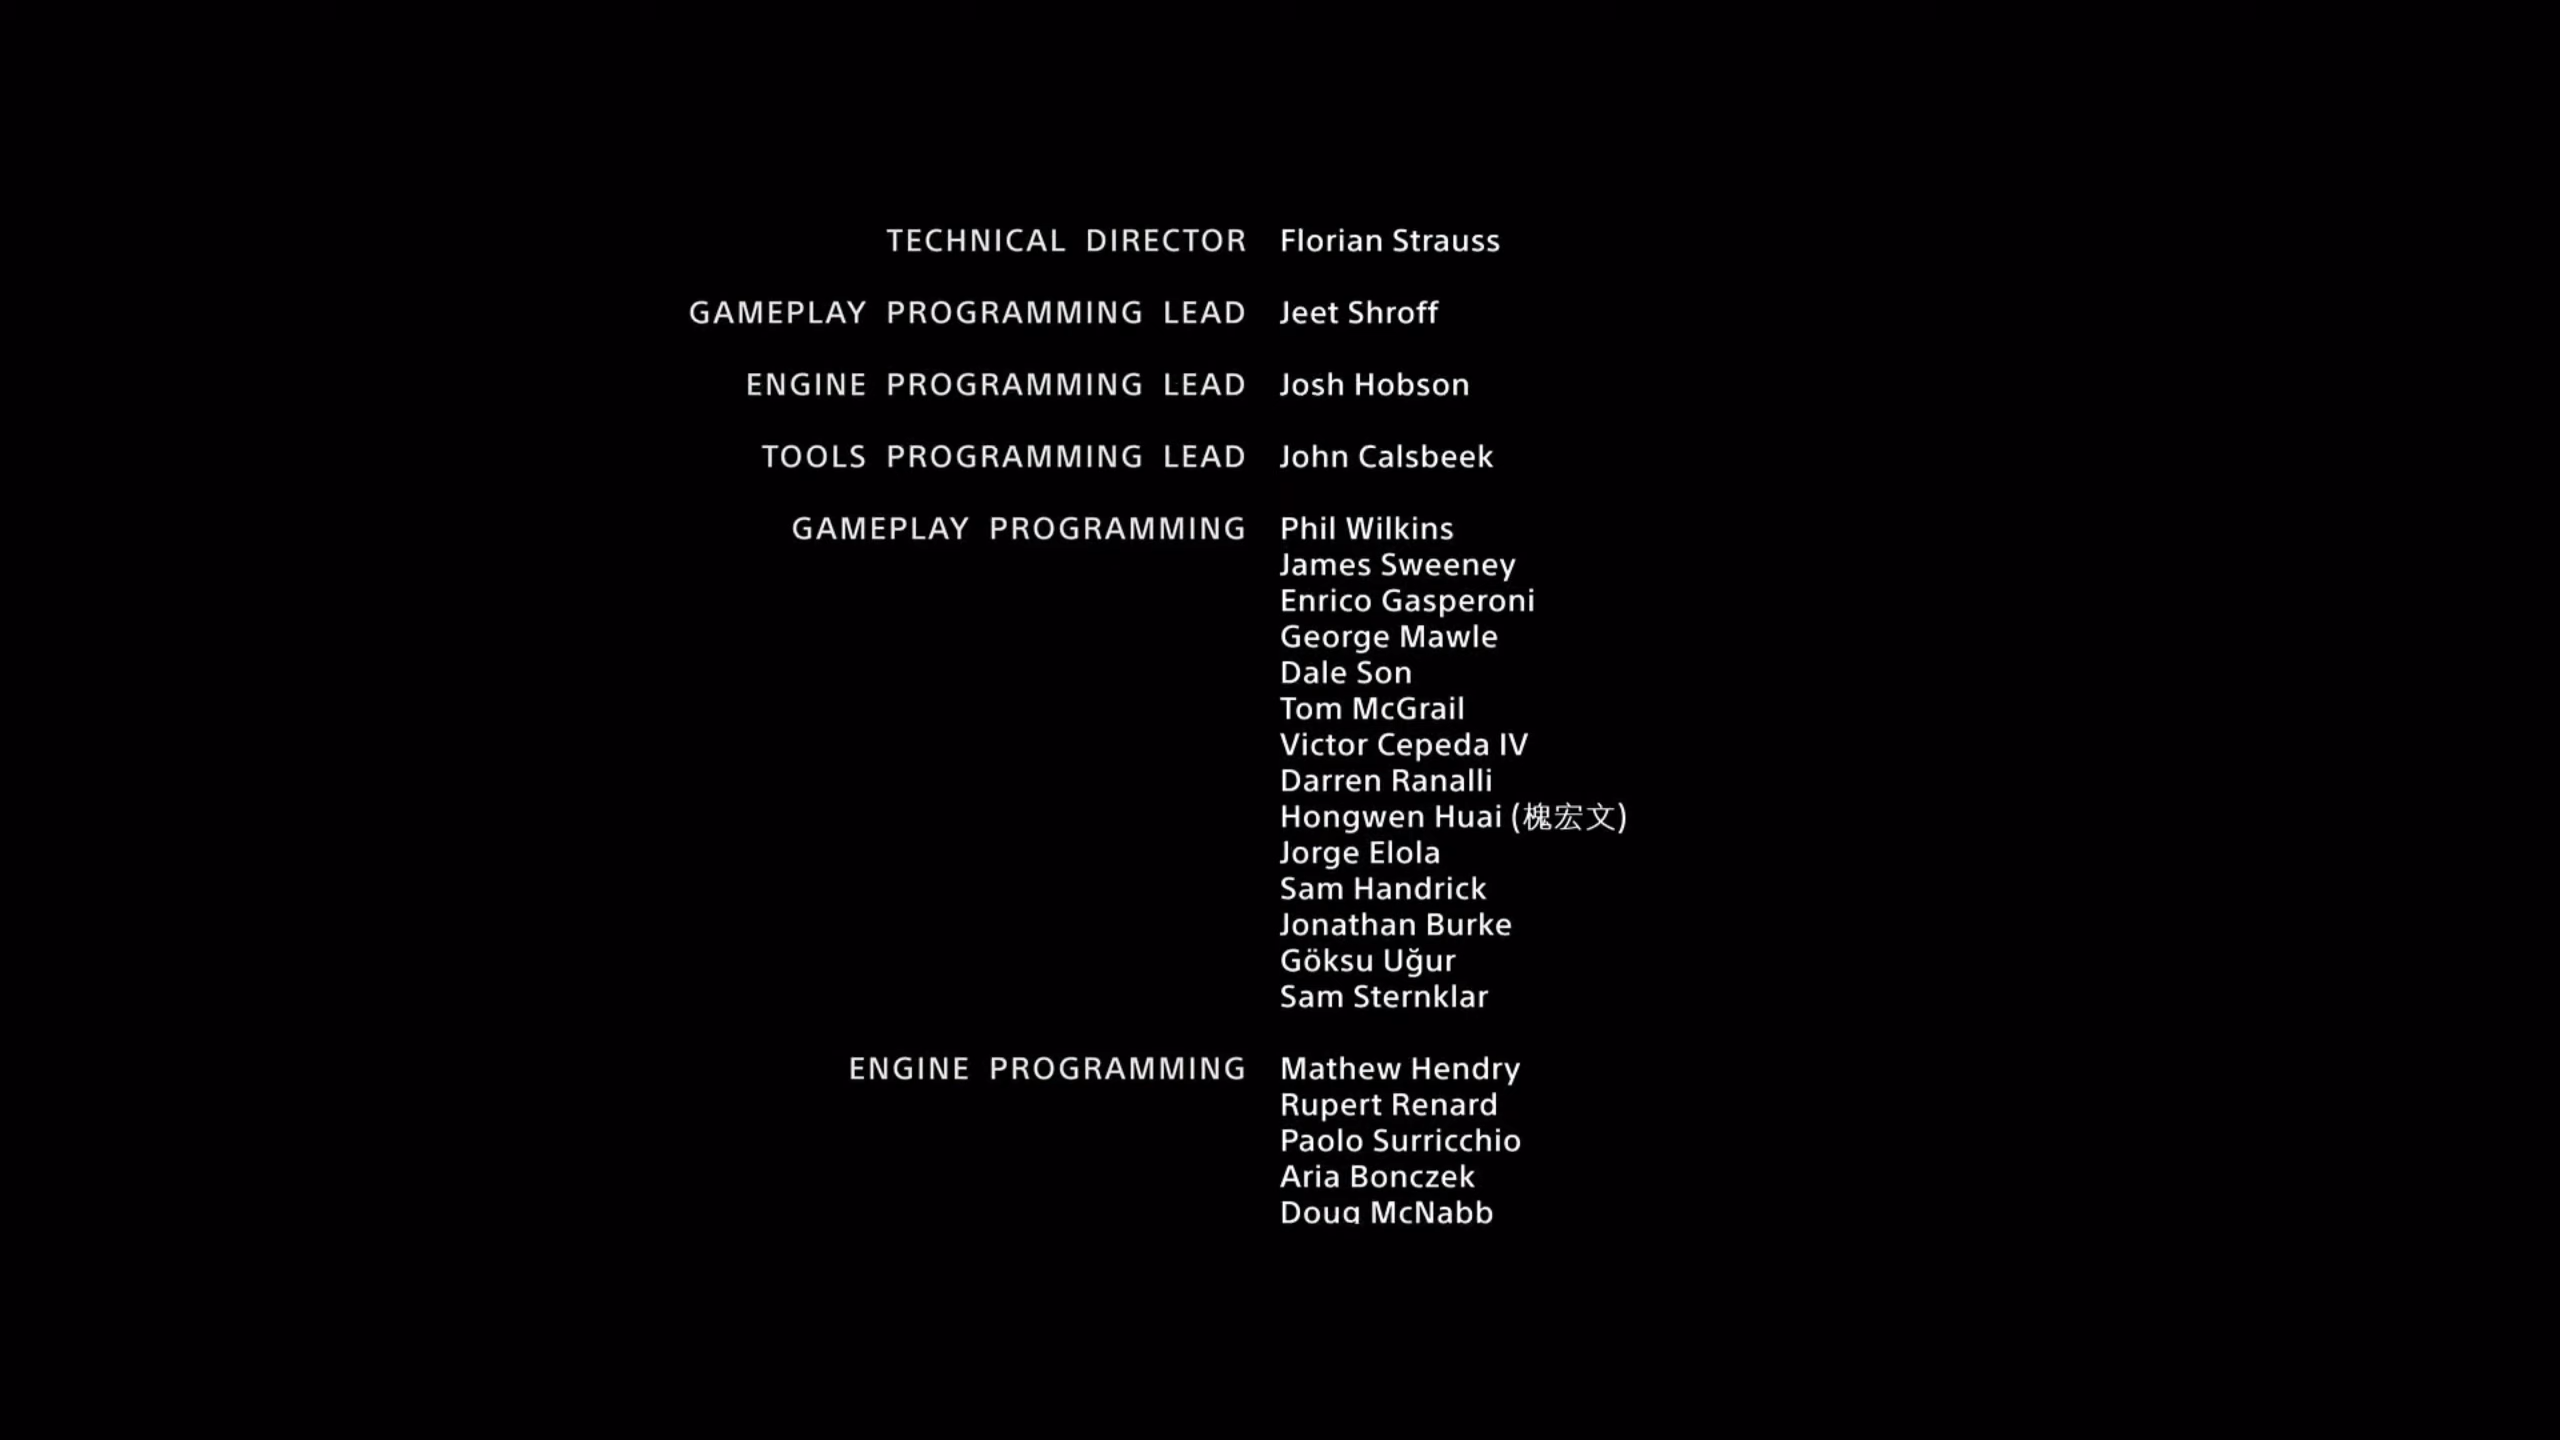 TECHNICAL DIRECTOR Florian Strauss
GAMEPLAY PROGRAMMING LEAD Jeet Shroff
ENGINE PROGRAMMING LEAD Josh Hobson
TOOLS PROGRAMMING LEAD John Calsbeek
GAMEPLAY PROGRAMMING Phil Wilkins
James Sweeney
Enrico Gasperoni
George Mawle
Dale Son
Tom McGrail
Victor Cepeda IV
Darren Ranalli
Hongwen Huai (槐宏文)
Jorge Elola
Sam Handrick
Jonathan Burke
Göksu Uğur
Sam Sternklar
ENGINE PROGRAMMING Mathew Hendry
Rupert Renard
Paolo Surricchio
Aria Bonczek
Doug McNabb